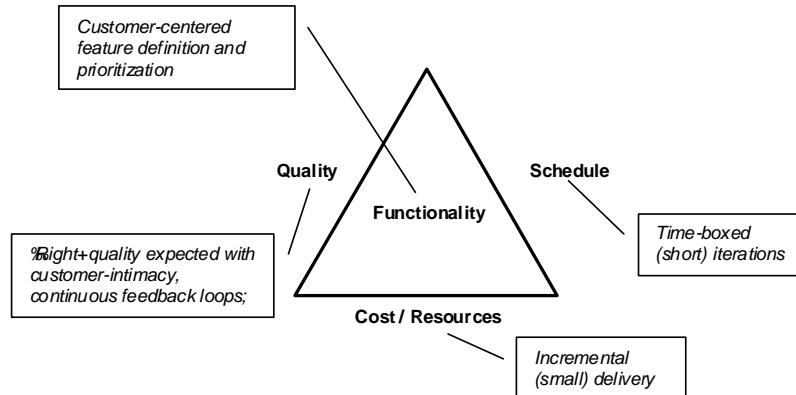 Customer-centered
feature definition and
prioritization
Quality
Schedule
Functionality
%Right+quality expected with
customer-intimacy,
continuous feedback loops;
Time-boxed
(short) iterations
Cost / Resources
Incremental
(small) delivery